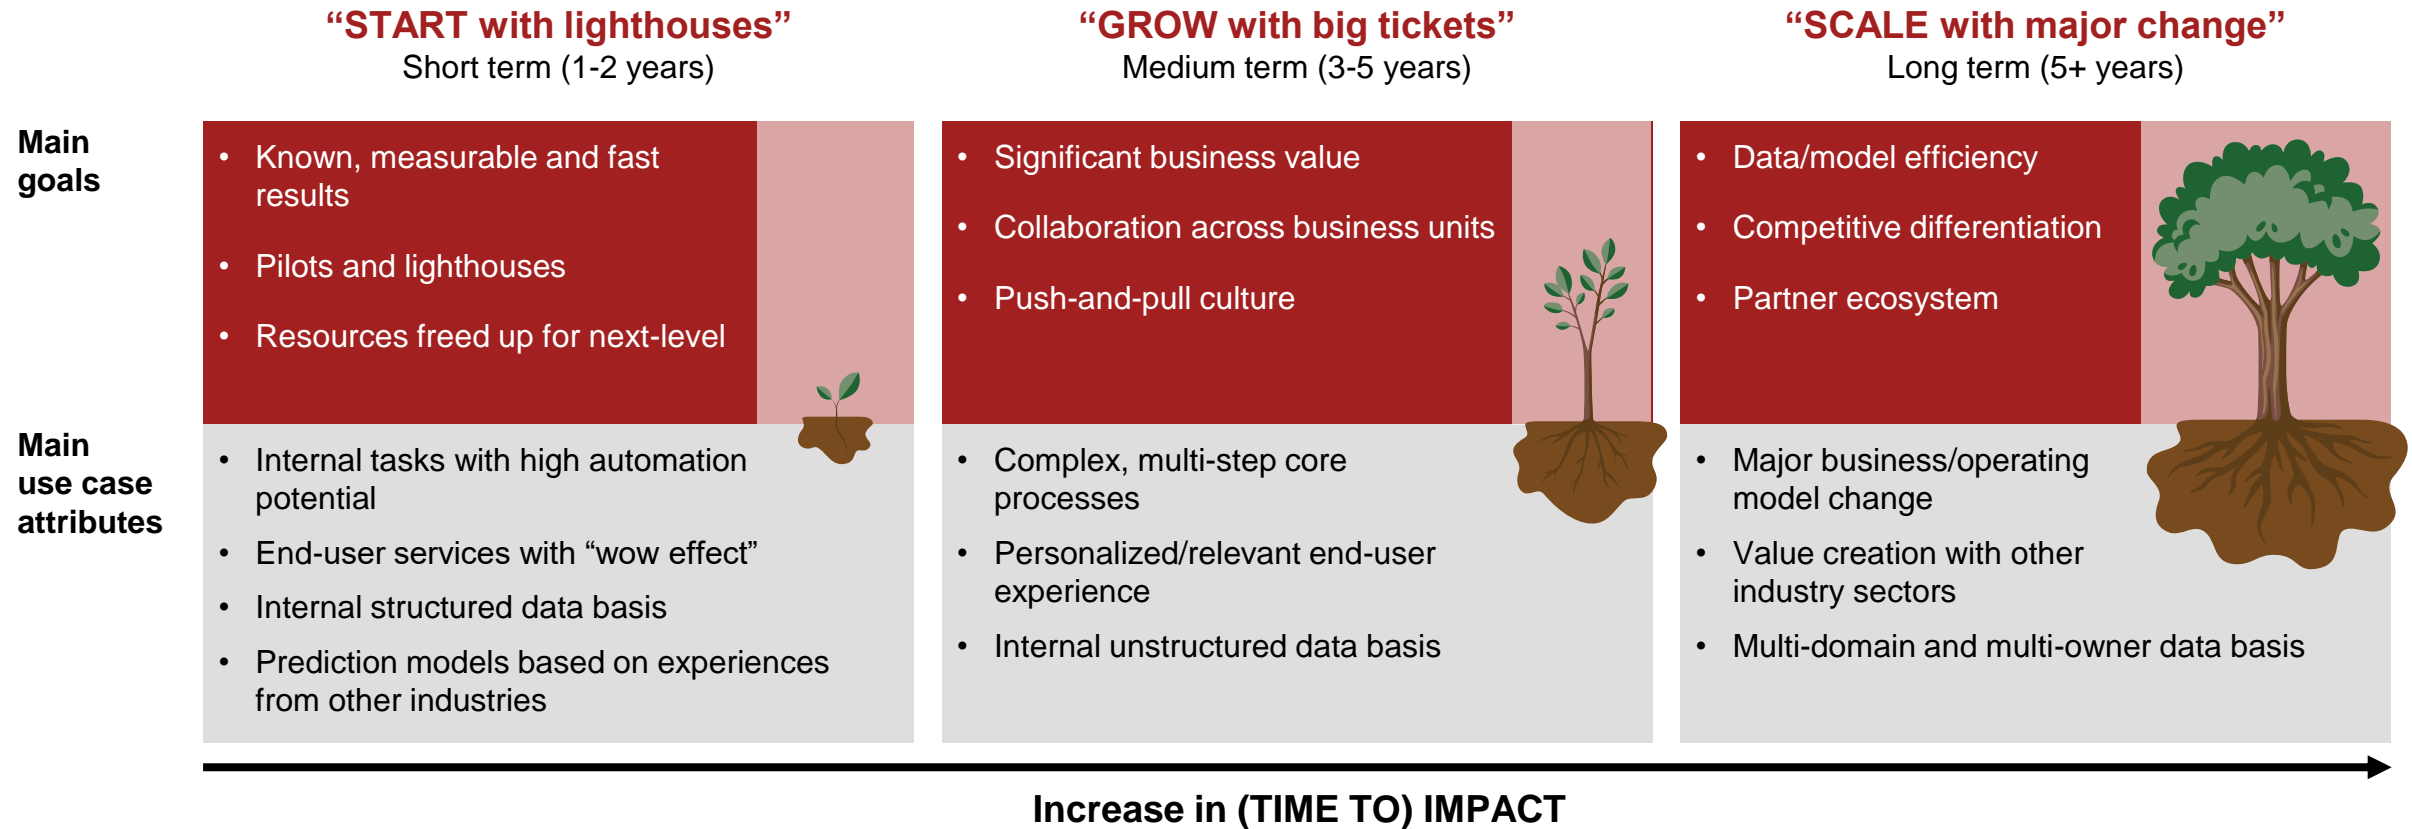 “START with lighthouses”
Short term (1-2 years)
“GROW with big tickets”
Medium term (3-5 years)
“SCALE with major change”
Long term (5+ years)
Main
goals
• Known, measurable and fast
results
• Pilots and lighthouses
• Resources freed up for next-level
• Significant business value
• Collaboration across business units
• Push-and-pull culture
• Data/model efficiency
• Competitive differentiation
• Partner ecosystem
Main
use case
attributes
• Internal tasks with high automation
potential
• End-user services with “wow effect”
• Internal structured data basis
• Prediction models based on experiences
from other industries
• Complex, multi-step core
processes
• Personalized/relevant end-user
experience
• Internal unstructured data basis
• Major business/operating
model change
• Value creation with other
industry sectors
• Multi-domain and multi-owner data basis
Increase in (TIME TO) IMPACT